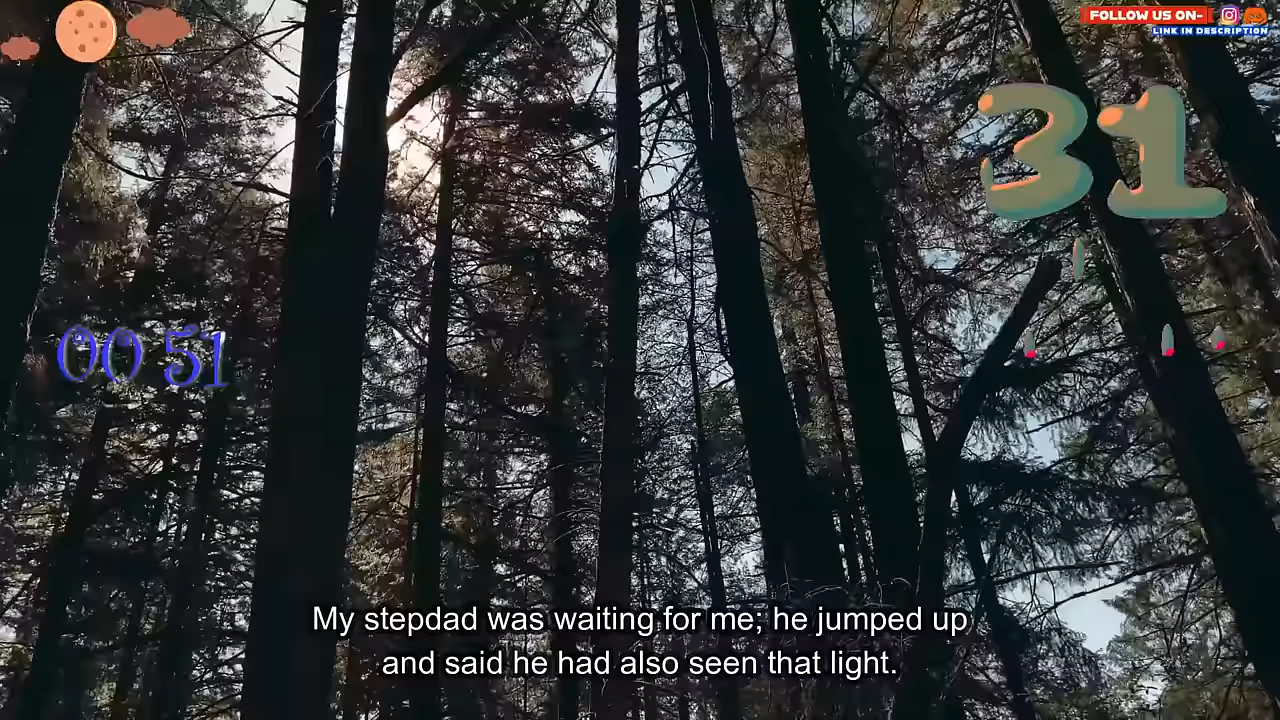 FOLLOW US ON-
LINK IN DESCRIPTION
31
00 51
My stepdad was waiting for me; he jumped up
and said he had also seen that light.